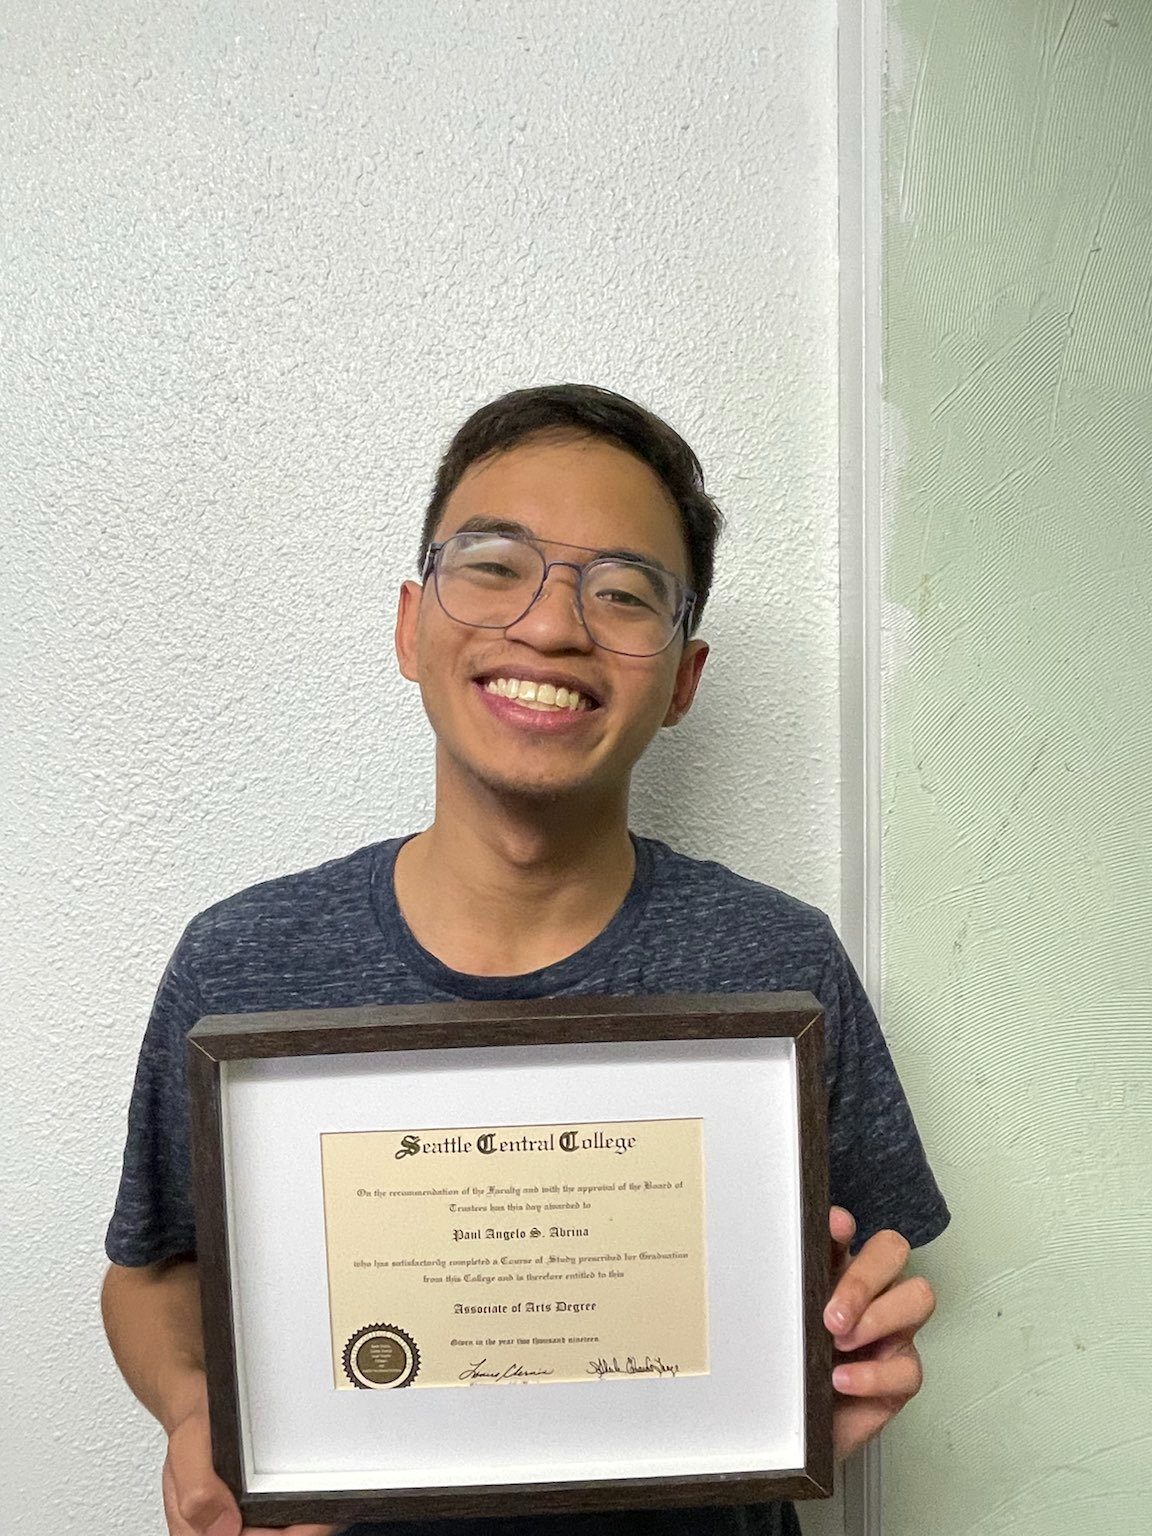 Seattle Central College
On the recommendation of the Faculty and with the approval of the Board of
Trustees has this day awarded to
Paul Angelo S. Abrina
who has satisfactorily completed a Course of Study prescribed for Graduation
from this College and is therefore entitled to this
Associate of Arts Degree
Given in the year two thousand nineteen.